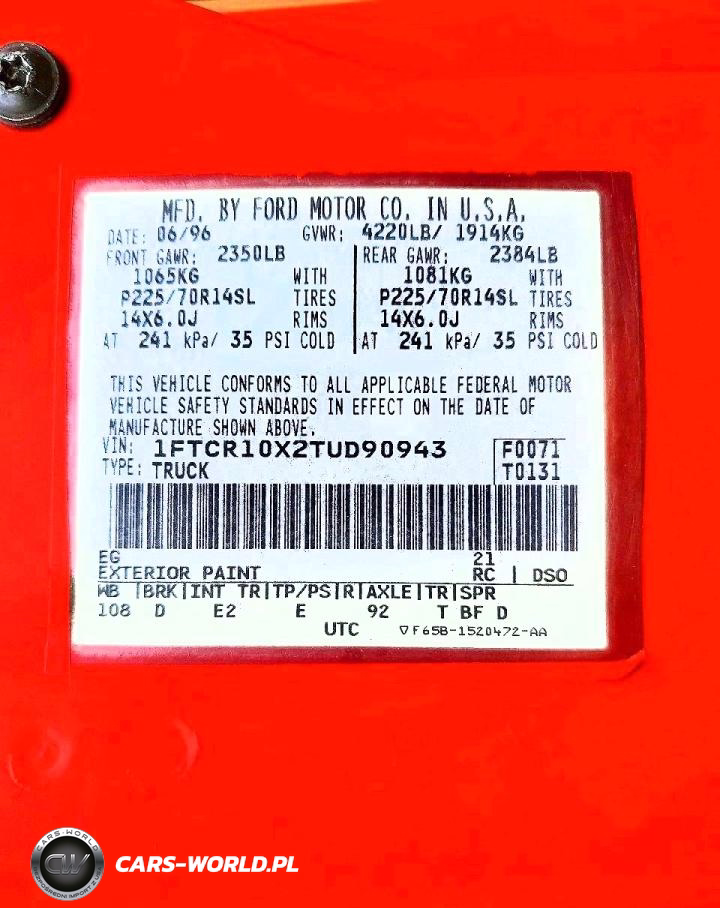 MFD. BY FORD MOTOR CO. IN U.S.A.
DATE: 06/96 GVWR: 4220LB/ 1914KG
FRONT GAWR: 2350LB REAR GAWR: 2384LB
1065KG WITH 1081KG WITH
P225/70R14SL TIRES P225/70R14SL TIRES
14X6.0J RIMS 14X6.0J RIMS
AT 241 kPa/ 35 PSI COLD AT 241 kPa/ 35 PSI COLD
THIS VEHICLE CONFORMS TO ALL APPLICABLE FEDERAL MOTOR
VEHICLE SAFETY STANDARDS IN EFFECT ON THE DATE OF
MANUFACTURE SHOWN ABOVE.
VIN: 1FTCR10X2TUD90943 F0071
TYPE: TRUCK T0131
EG 21
EXTERIOR PAINT RC | DSO
WB |BRK|INT TR|TP/PS|R|AXLE|TR|SPR
108 D E2 E 92 T BF D
UTC ▽F65B-1520472-AA
CARS-WORLD
CW
CARS-WORLD.PL